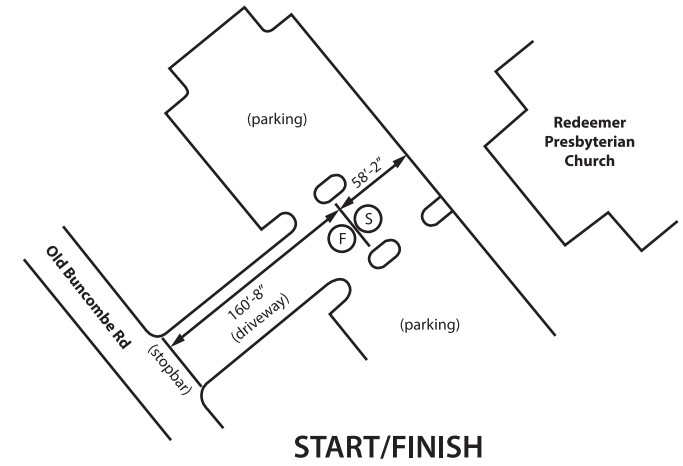 (parking)
Redeemer
Presbyterian
Church
58′-2″
S
F
Old Buncombe Rd
160′-8″
(driveway)
(stopbar)
(parking)
START/FINISH